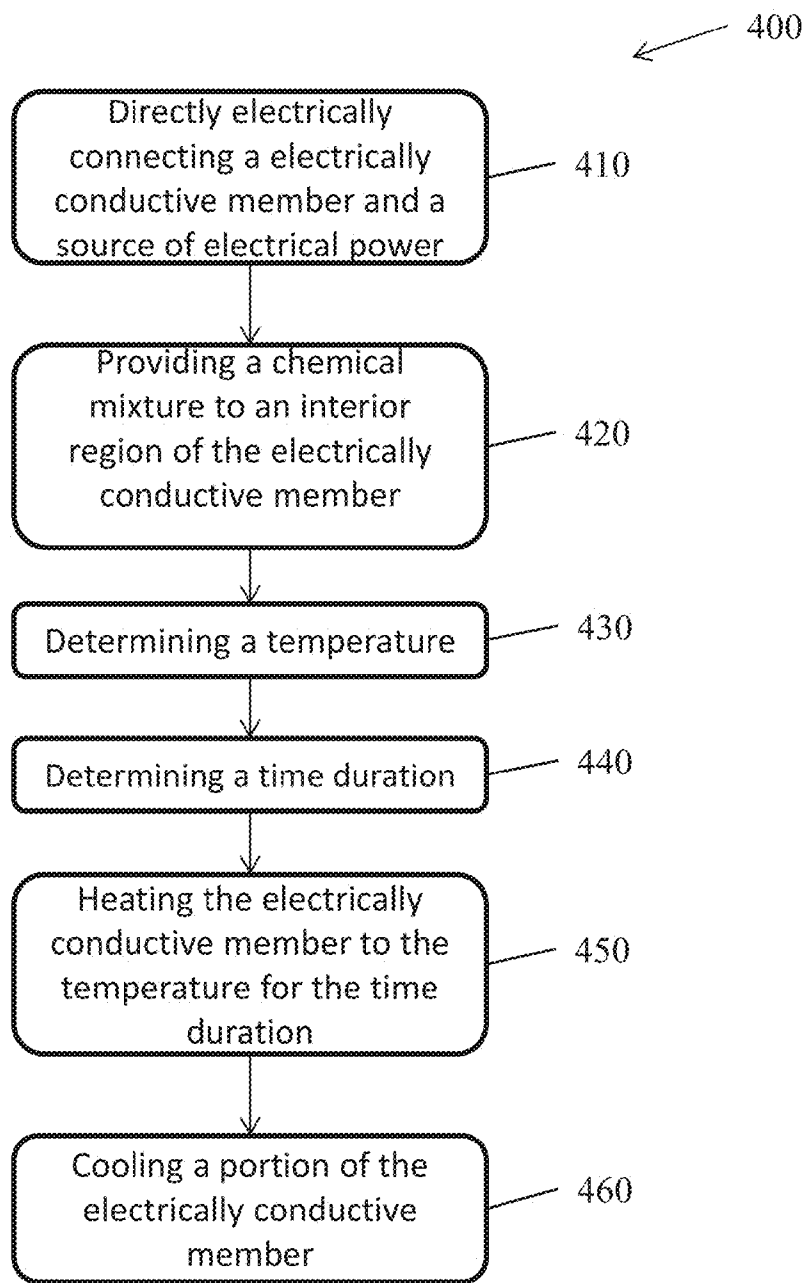 400
Directly electrically
connecting a electrically
conductive member and a
source of electrical power
410
Providing a chemical
mixture to an interior
region of the electrically
conductive member
420
Determining a temperature
430
Determining a time duration
440
Heating the electrically
conductive member to the
temperature for the time
duration
450
Cooling a portion of the
electrically conductive
member
460